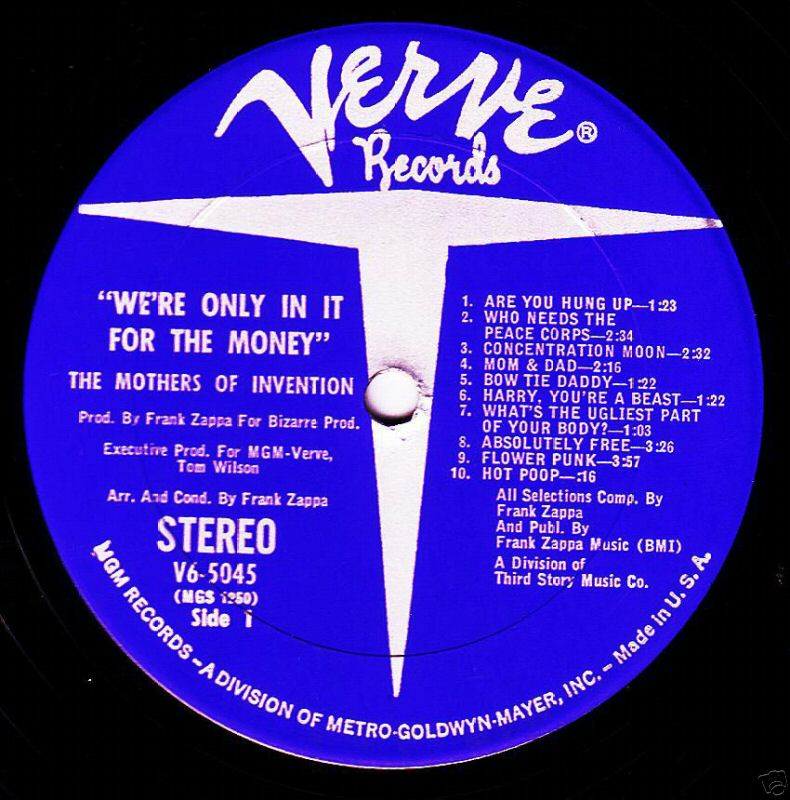 Verve®
Records
"WE'RE ONLY IN IT
FOR THE MONEY"
THE MOTHERS OF INVENTION
Prod. By Frank Zappa For Bizarre Prod.
Executive Prod. For MGM-Verve,
Tom Wilson
Arr. And Cond. By Frank Zappa
STEREO
V6-5045
(MGS 1250)
Side 1
1. ARE YOU HUNG UP—1:23
2. WHO NEEDS THE
PEACE CORPS—2:34
3. CONCENTRATION MOON—2:32
4. MOM & DAD—2:16
5. BOW TIE DADDY—1:22
6. HARRY, YOU'RE A BEAST—1:22
7. WHAT'S THE UGLIEST PART
OF YOUR BODY?—1:03
8. ABSOLUTELY FREE—3:26
9. FLOWER PUNK—3:57
10. HOT POOP—:16
All Selections Comp. By
Frank Zappa
And Publ. By
Frank Zappa Music (BMI)
A Division of
Third Story Music Co.
MGM RECORDS – A DIVISION OF METRO-GOLDWYN-MAYER, INC. – Made in U.S.A.